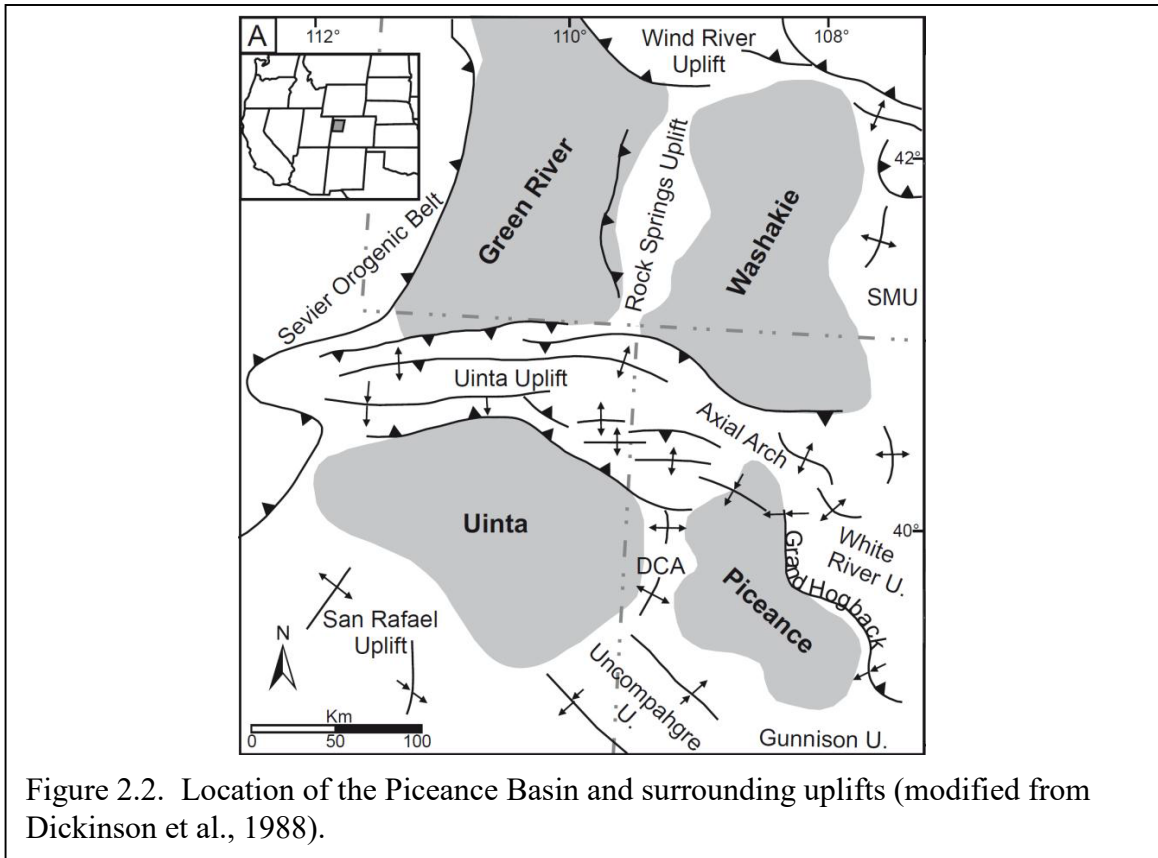 A
112°
110°
108°
Wind River
Uplift
42°
Green River
Rock Springs Uplift
Washakie
Sevier Orogenic Belt
SMU
Uinta Uplift
Axial Arch
Uinta
40°
White
River U.
DCA
Grand Hogback
Piceance
San Rafael
Uplift
N
Uncompahgre
U.
Km
0 50 100
Gunnison U.
Figure 2.2. Location of the Piceance Basin and surrounding uplifts (modified from
Dickinson et al., 1988).